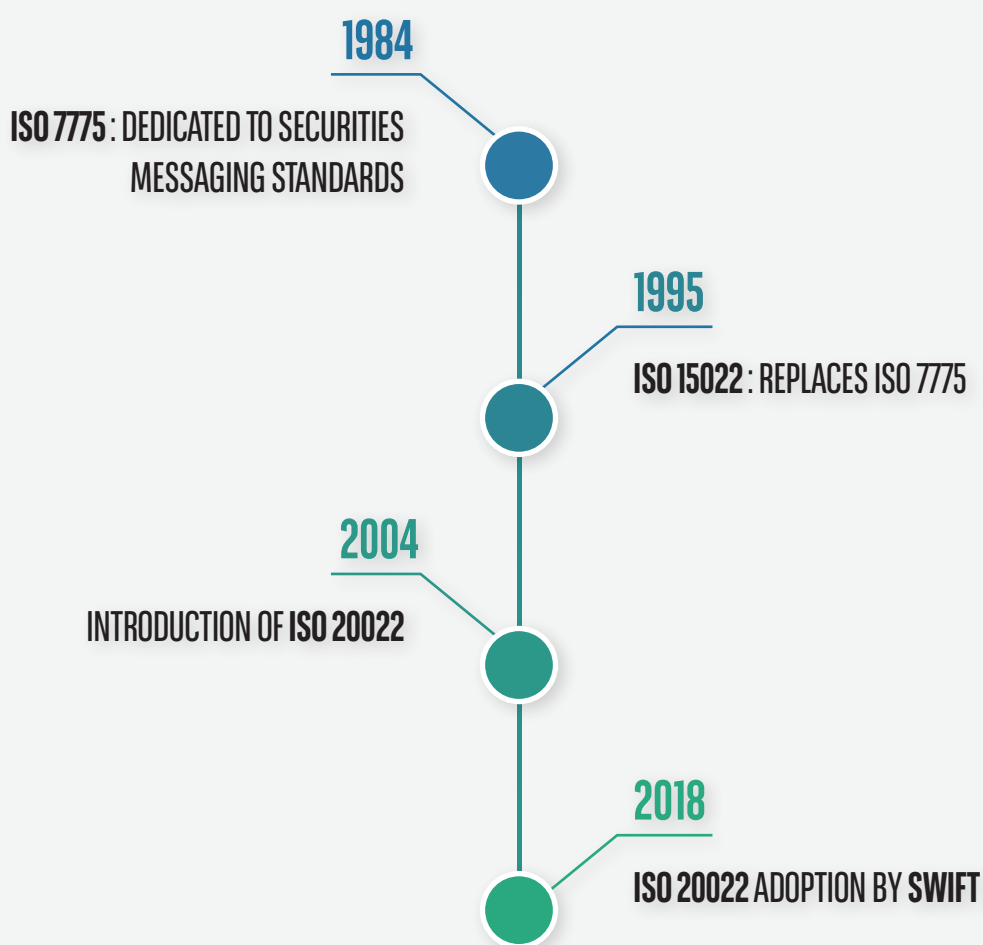 1984
ISO 7775 : DEDICATED TO SECURITIES
MESSAGING STANDARDS
1995
ISO 15022 : REPLACES ISO 7775
2004
INTRODUCTION OF ISO 20022
2018
ISO 20022 ADOPTION BY SWIFT